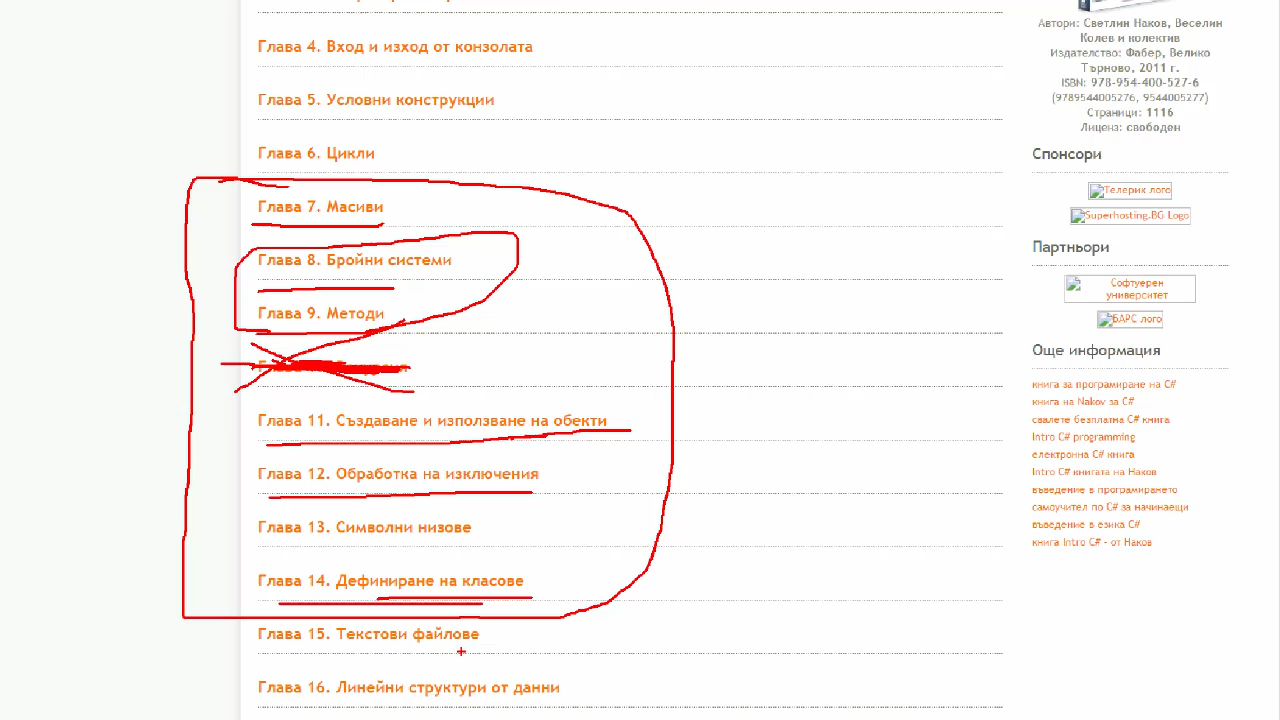 Глава 4. Вход и изход от конзолата
Глава 5. Условни конструкции
Глава 6. Цикли
Глава 7. Масиви
Глава 8. Бройни системи
Глава 9. Методи
Глава 11. Създаване и използване на обекти
Глава 12. Обработка на изключения
Глава 13. Символни низове
Глава 14. Дефиниране на класове
Глава 15. Текстови файлове
Глава 16. Линейни структури от данни
Автори: Светлин Наков, Веселин
Колев и колектив
Издателство: Фабер, Велико
Търново, 2011 г.
ISBN: 978-954-400-527-6
(9789544005276, 9544005277)
Страници: 1116
Лиценз: свободен
Спонсори
Телерик лого
Superhosting.BG Logo
Партньори
Софтуерен
университет
БАРС лого
Още информация
книга за програмиране на C#
книга на Nakov за C#
свалете безплатна C# книга
Intro C# programming
електронна C# книга
Intro C# книгата на Наков
въведение в програмирането
самоучител по C# за начинаещи
въведение в езика C#
книга Intro C# - от Наков